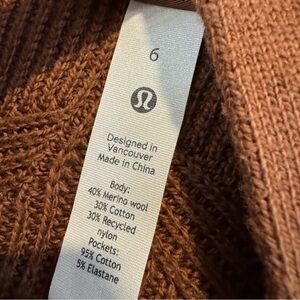 6
Designed in
Vancouver
Made in China
Body:
40% Merino wool
30% Cotton
30% Recycled
nylon
Pockets:
95% Cotton
5% Elastane